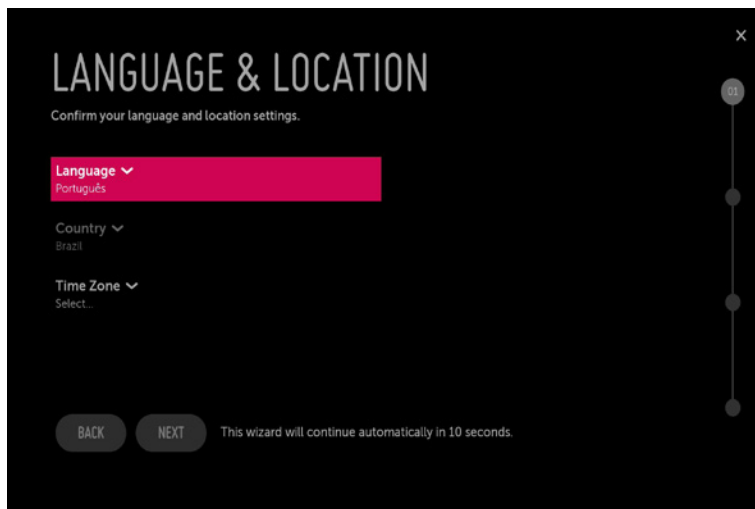 ×
LANGUAGE & LOCATION
01
Confirm your language and location settings.
Language
Português
Country
Brazil
Time Zone
Select...
BACK
NEXT
This wizard will continue automatically in 10 seconds.